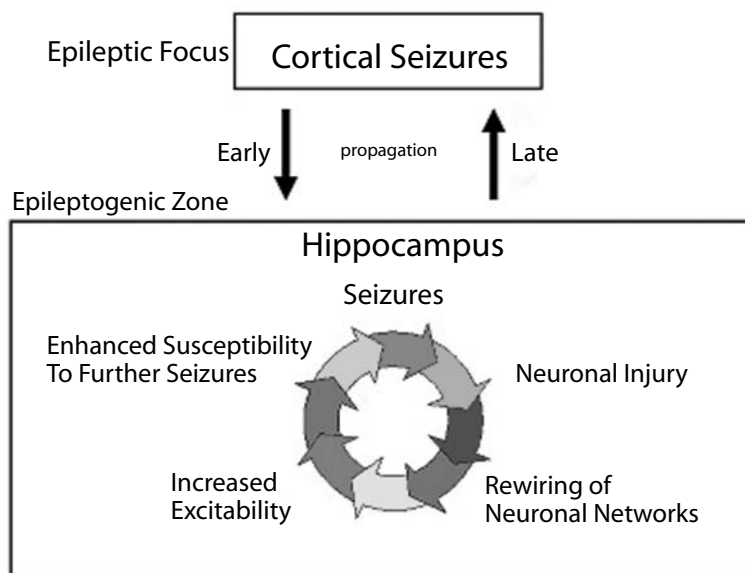 Epileptic Focus
Cortical Seizures
Early
propagation
Late
Epileptogenic Zone
Hippocampus
Seizures
Enhanced Susceptibility
To Further Seizures
Neuronal Injury
Increased
Excitability
Rewiring of
Neuronal Networks